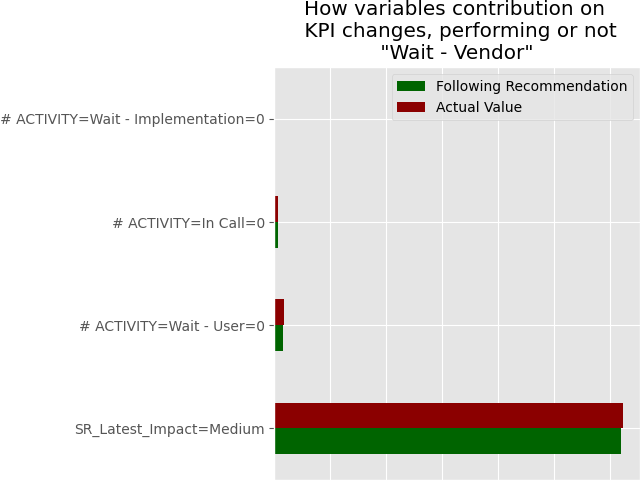 How variables contribution on
KPI changes, performing or not
"Wait - Vendor"
Following Recommendation
Actual Value
# ACTIVITY=Wait - Implementation=0
# ACTIVITY=In Call=0
# ACTIVITY=Wait - User=0
SR_Latest_Impact=Medium